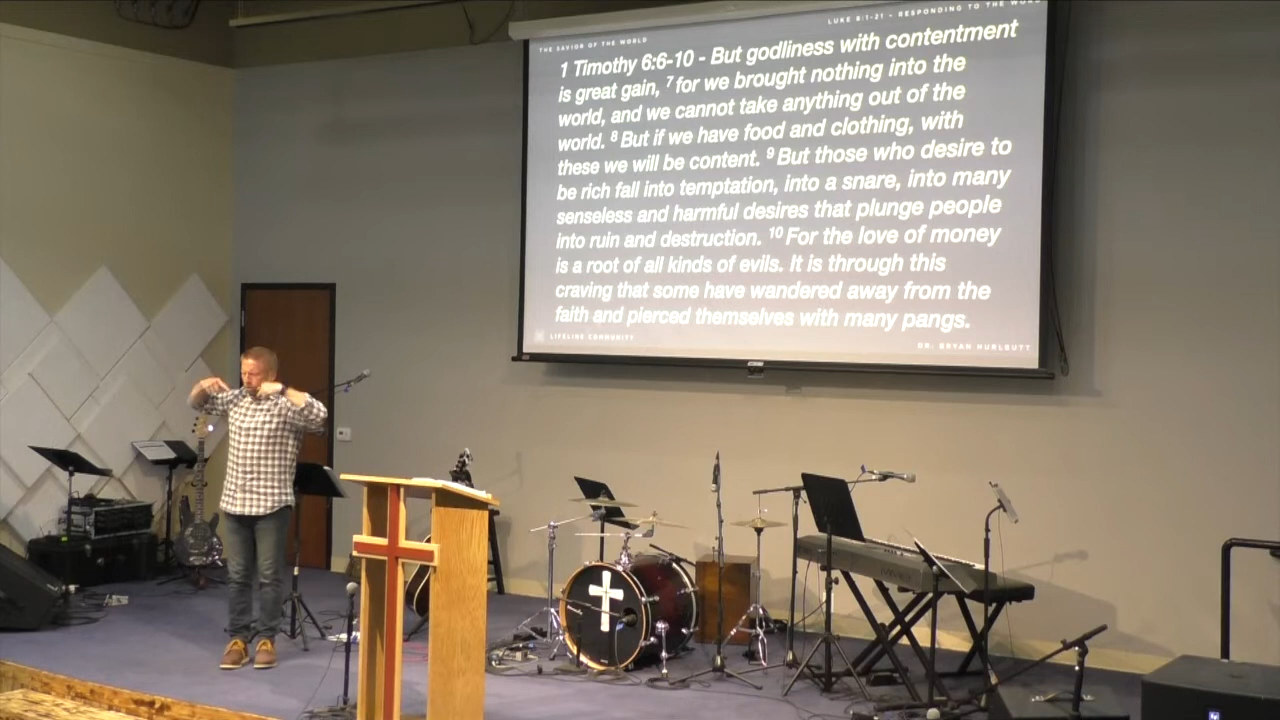 THE SAVIOR OF THE WORLD
LUKE 8:1-21 - RESPONDING TO THE WORD
1 Timothy 6:6-10 - But godliness with contentment
is great gain, 7 for we brought nothing into the
world, and we cannot take anything out of the
world. 8 But if we have food and clothing, with
these we will be content. 9 But those who desire to
be rich fall into temptation, into a snare, into many
senseless and harmful desires that plunge people
into ruin and destruction. 10 For the love of money
is a root of all kinds of evils. It is through this
craving that some have wandered away from the
faith and pierced themselves with many pangs.
LIFELINE COMMUNITY
DR. BRYAN HURLBUTT